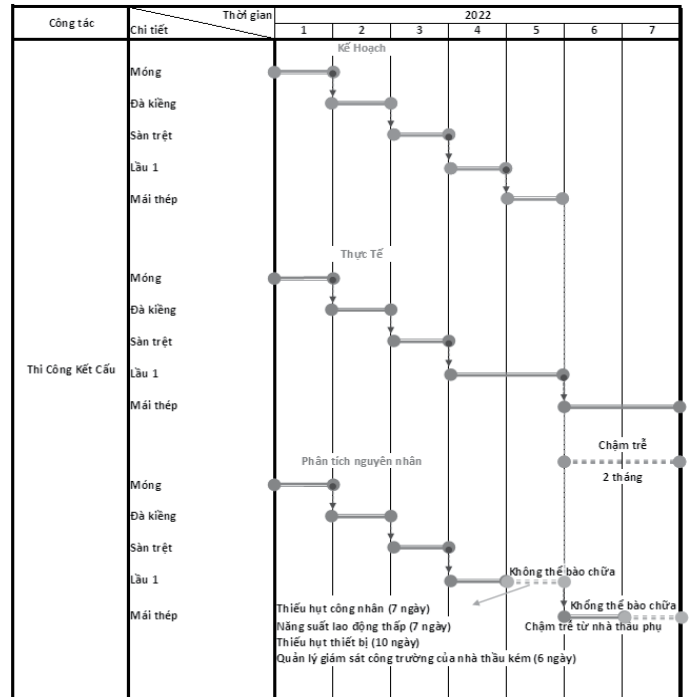 Công tác
Thời gian
Chi tiết
2022
1 2 3 4 5 6 7
Kế Hoạch
Móng
Đà kiềng
Sàn trệt
Lầu 1
Mái thép
Thực Tế
Móng
Đà kiềng
Sàn trệt
Lầu 1
Thi Công Kết Cấu
Mái thép
Chậm trễ
2 tháng
Phân tích nguyên nhân
Móng
Đà kiềng
Sàn trệt
Không thể bào chữa
Lầu 1
Không thể bào chữa
Mái thép
Chậm trễ từ nhà thầu phụ
Thiếu hụt công nhân (7 ngày)
Năng suất lao động thấp (7 ngày)
Thiếu hụt thiết bị (10 ngày)
Quản lý giám sát công trường của nhà thầu kém (6 ngày)